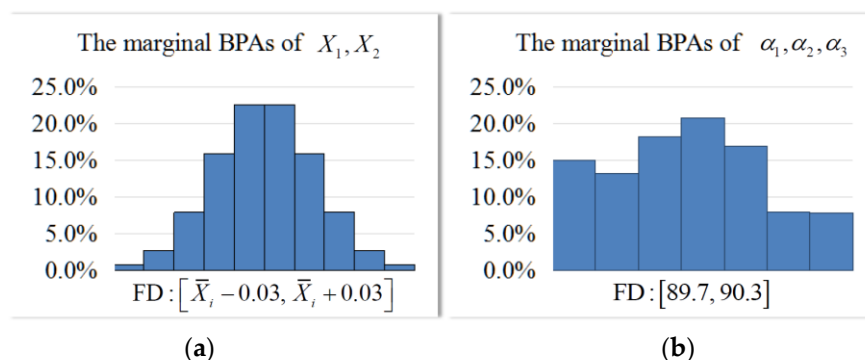 The marginal BPAs of X₁, X₂
25.0%
20.0%
15.0%
10.0%
5.0%
0.0%
FD : [X̅ᵢ − 0.03, X̅ᵢ + 0.03]
(a)
The marginal BPAs of α₁, α₂, α₃
25.0%
20.0%
15.0%
10.0%
5.0%
0.0%
FD : [89.7, 90.3]
(b)